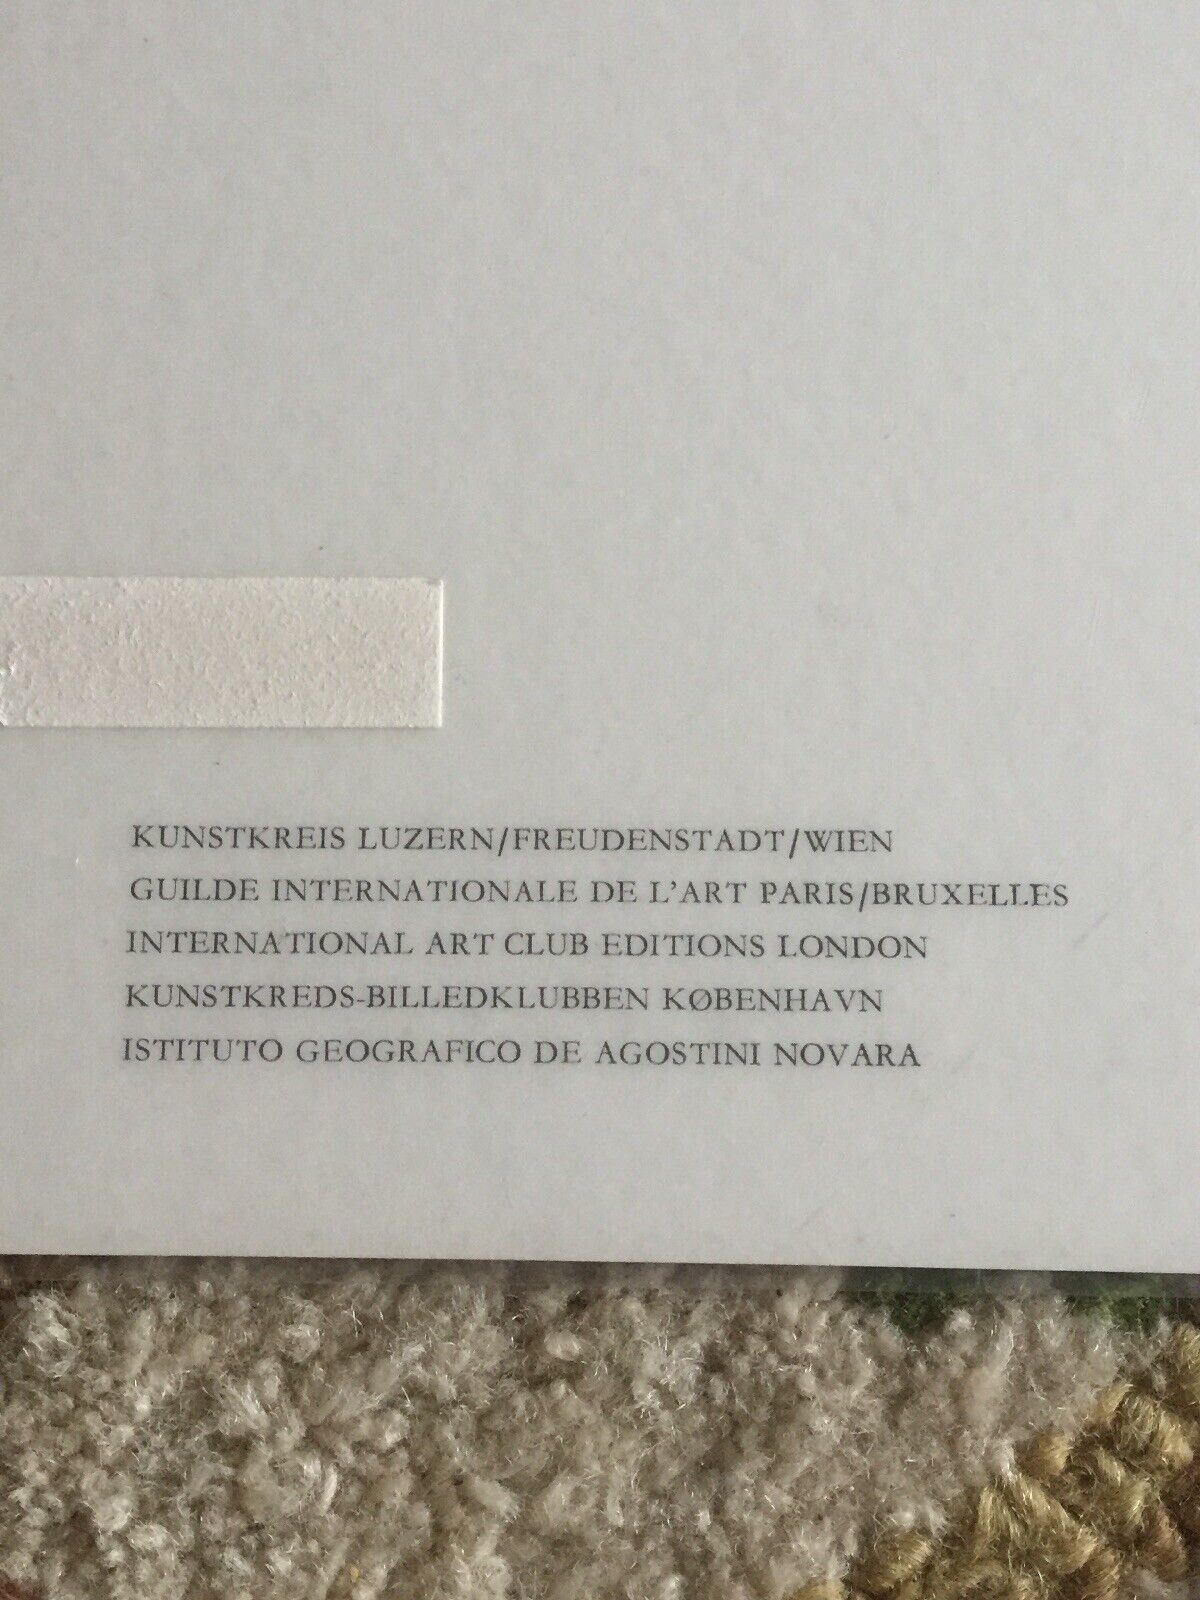 KUNSTKREIS LUZERN/FREUDENSTADT/WIEN
GUILDE INTERNATIONALE DE L'ART PARIS/BRUXELLES
INTERNATIONAL ART CLUB EDITIONS LONDON
KUNSTKREDS-BILLEDKLUBBEN KØBENHAVN
ISTITUTO GEOGRAFICO DE AGOSTINI NOVARA